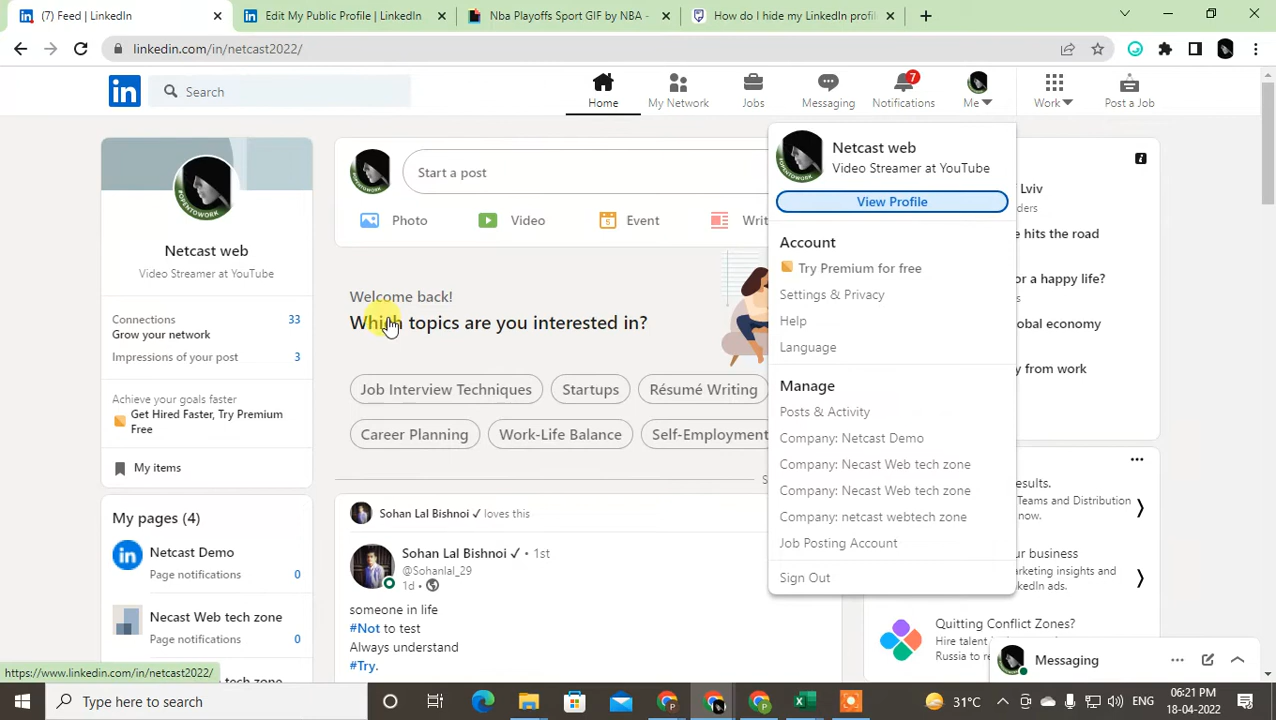 (7) Feed | LinkedIn
Edit My Public Profile | LinkedIn
Nba Playoffs Sport GIF by NBA -
How do I hide my LinkedIn profil
linkedin.com/in/netcast2022/
in
Search
Home
My Network
Jobs
Messaging
7
Notifications
Me
Work
Post a Job
#OPENTOWORK
Netcast web
Video Streamer at YouTube
Connections 33
Grow your network
Impressions of your post 3
Achieve your goals faster
Get Hired Faster, Try Premium
Free
My items
My pages (4)
in
Netcast Demo
Page notifications 0
Necast Web tech zone
Page notifications 0
https://www.linkedin.com/in/netcast2022/
Start a post
Photo
Video
5
Event
Writ
Welcome back!
Which topics are you interested in?
Job Interview Techniques
Startups
Résumé Writing
Career Planning
Work-Life Balance
Self-Employment
Sohan Lal Bishnoi ✓ loves this
Sohan Lal Bishnoi ✓ • 1st
@Sohanlal_29
1d •
someone in life
#Not to test
Always understand
#Try.
Netcast web
Video Streamer at YouTube
View Profile
Account
Try Premium for free
Settings & Privacy
Help
Language
Manage
Posts & Activity
Company: Netcast Demo
Company: Necast Web tech zone
Company: Necast Web tech zone
Company: netcast webtech zone
Job Posting Account
Sign Out
Lviv
ders
e hits the road
or a happy life?
lobal economy
y from work
results.
Teams and Distribution
now.
ur business
arketing insights and
kedIn ads.
Quitting Conflict Zones?
Hire talent
Russia to re
Messaging
Type here to search
31°C
ENG
06:21 PM
18-04-2022